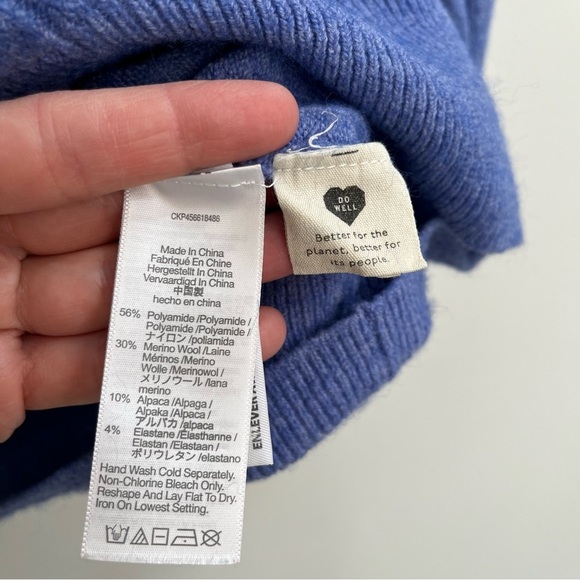 CKP456618486
Made In China
Fabriqué En Chine
Hergestellt In China
Vervaardigd In China
中国製
hecho en china
56% Polyamide /Polyamide /
Polyamide /Polyamide /
ナイロン /poliamida
30% Merino Wool /Laine
Mérinos /Merino
Wolle /Merinowol /
メリノウール /lana
merino
10% Alpaca /Alpaga /
Alpaka /Alpaca /
アルパカ /alpaca
4% Elastane /Élasthanne /
Elastan /Elastaan /
ポリウレタン /elastano
Hand Wash Cold Separately.
Non-Chlorine Bleach Only.
Reshape And Lay Flat To Dry.
Iron On Lowest Setting.
DO
WELL
Better for the
planet, better for
its people.
ENLEVER